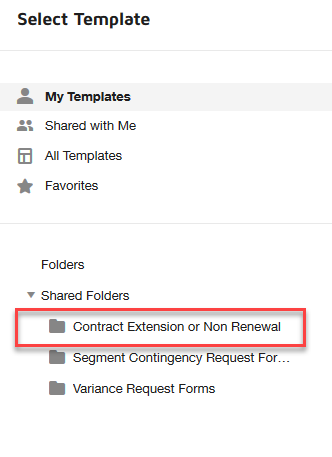 Select Template
My Templates
Shared with Me
All Templates
Favorites
Folders
Shared Folders
Contract Extension or Non Renewal
Segment Contingency Request For…
Variance Request Forms